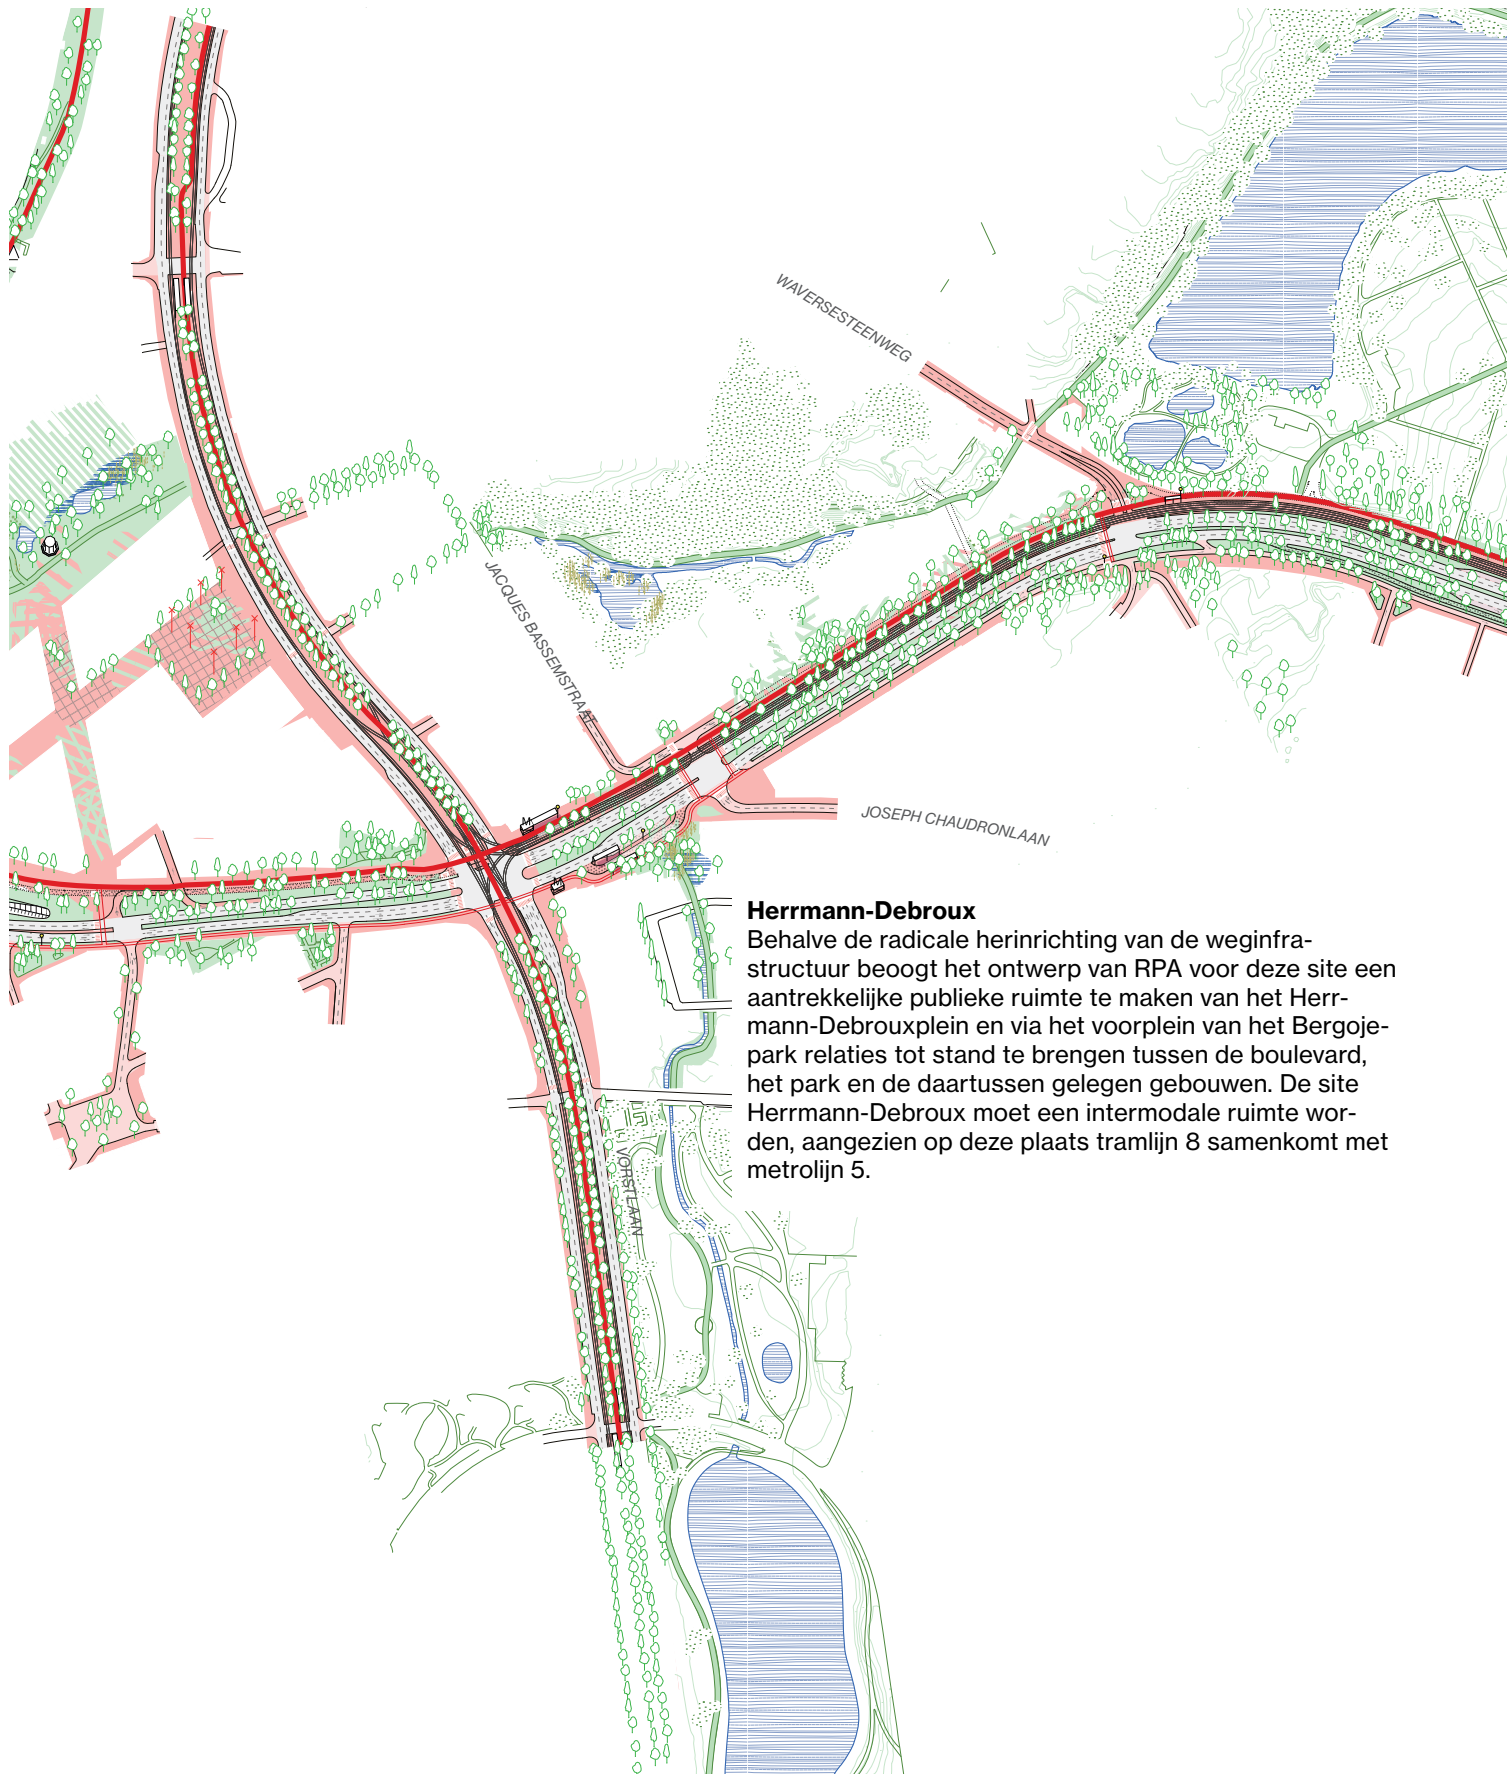 WAVERSESTEENWEG
JACQUES BASSEMSTRAAT
JOSEPH CHAUDRONLAAN
Herrmann-Debroux
Behalve de radicale herinrichting van de weginfra-
structuur beoogt het ontwerp van RPA voor deze site een
aantrekkelijke publieke ruimte te maken van het Herr-
mann-Debrouxplein en via het voorplein van het Bergoje-
park relaties tot stand te brengen tussen de boulevard,
het park en de daartussen gelegen gebouwen. De site
Herrmann-Debroux moet een intermodale ruimte wor-
den, aangezien op deze plaats tramlijn 8 samenkomt met
metrolijn 5.
VORSTLAAN